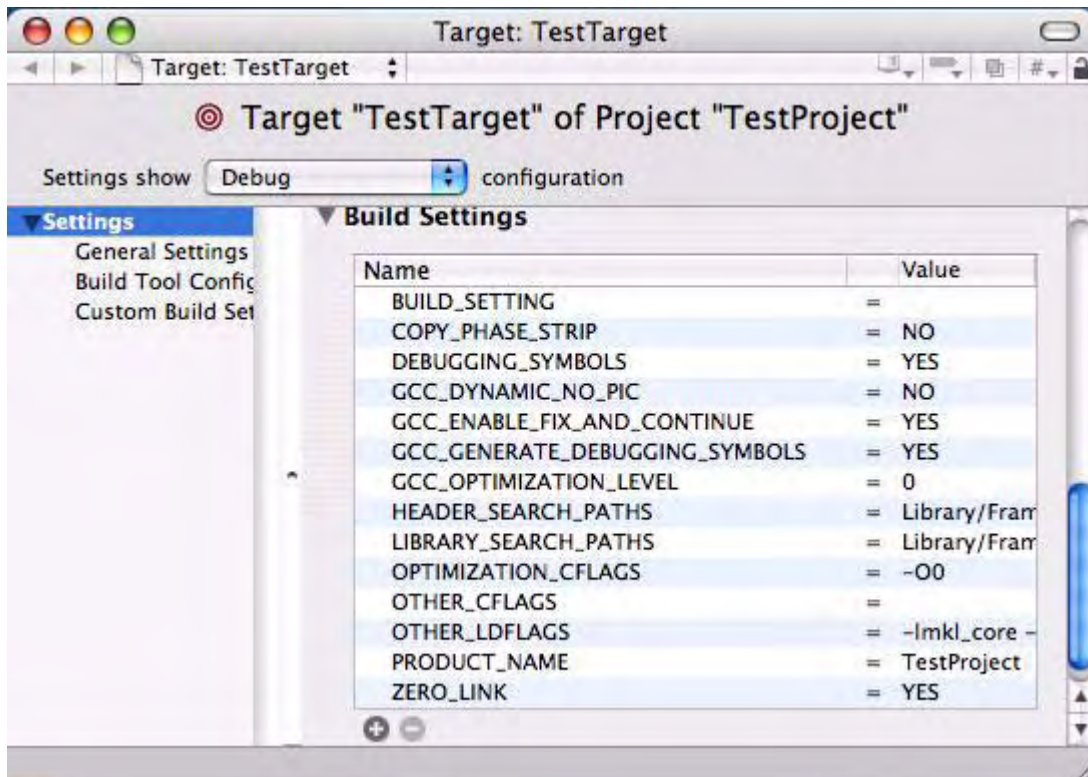 Target: TestTarget
Target: TestTarget
Target "TestTarget" of Project "TestProject"
Settings show Debug configuration
Settings
General Settings
Build Tool Config
Custom Build Set
Build Settings
Name Value
BUILD_SETTING =
COPY_PHASE_STRIP = NO
DEBUGGING_SYMBOLS = YES
GCC_DYNAMIC_NO_PIC = NO
GCC_ENABLE_FIX_AND_CONTINUE = YES
GCC_GENERATE_DEBUGGING_SYMBOLS = YES
GCC_OPTIMIZATION_LEVEL = 0
HEADER_SEARCH_PATHS = Library/Fram
LIBRARY_SEARCH_PATHS = Library/Fram
OPTIMIZATION_CFLAGS = -O0
OTHER_CFLAGS =
OTHER_LDFLAGS = -lmkl_core -
PRODUCT_NAME = TestProject
ZERO_LINK = YES